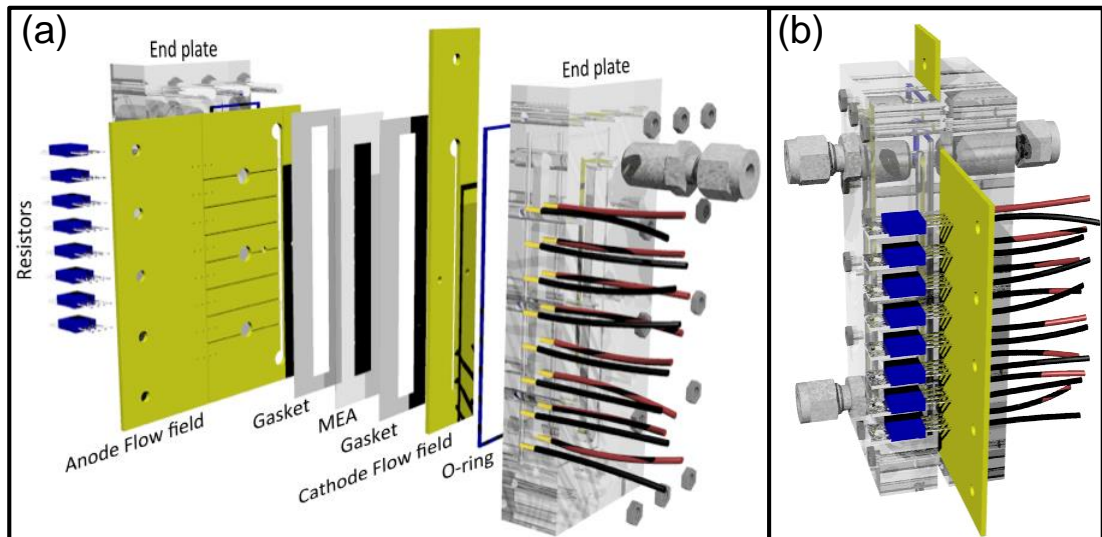 (a)
End plate
End plate
Resistors
Anode Flow field
Gasket
MEA
Gasket
Cathode Flow field
O-ring
(b)